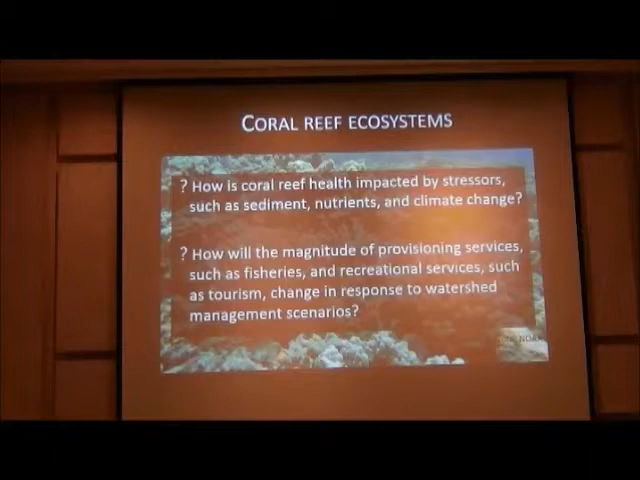 CORAL REEF ECOSYSTEMS
? How is coral reef health impacted by stressors,
such as sediment, nutrients, and climate change?
? How will the magnitude of provisioning services,
such as fisheries, and recreational services, such
as tourism, change in response to watershed
management scenarios?